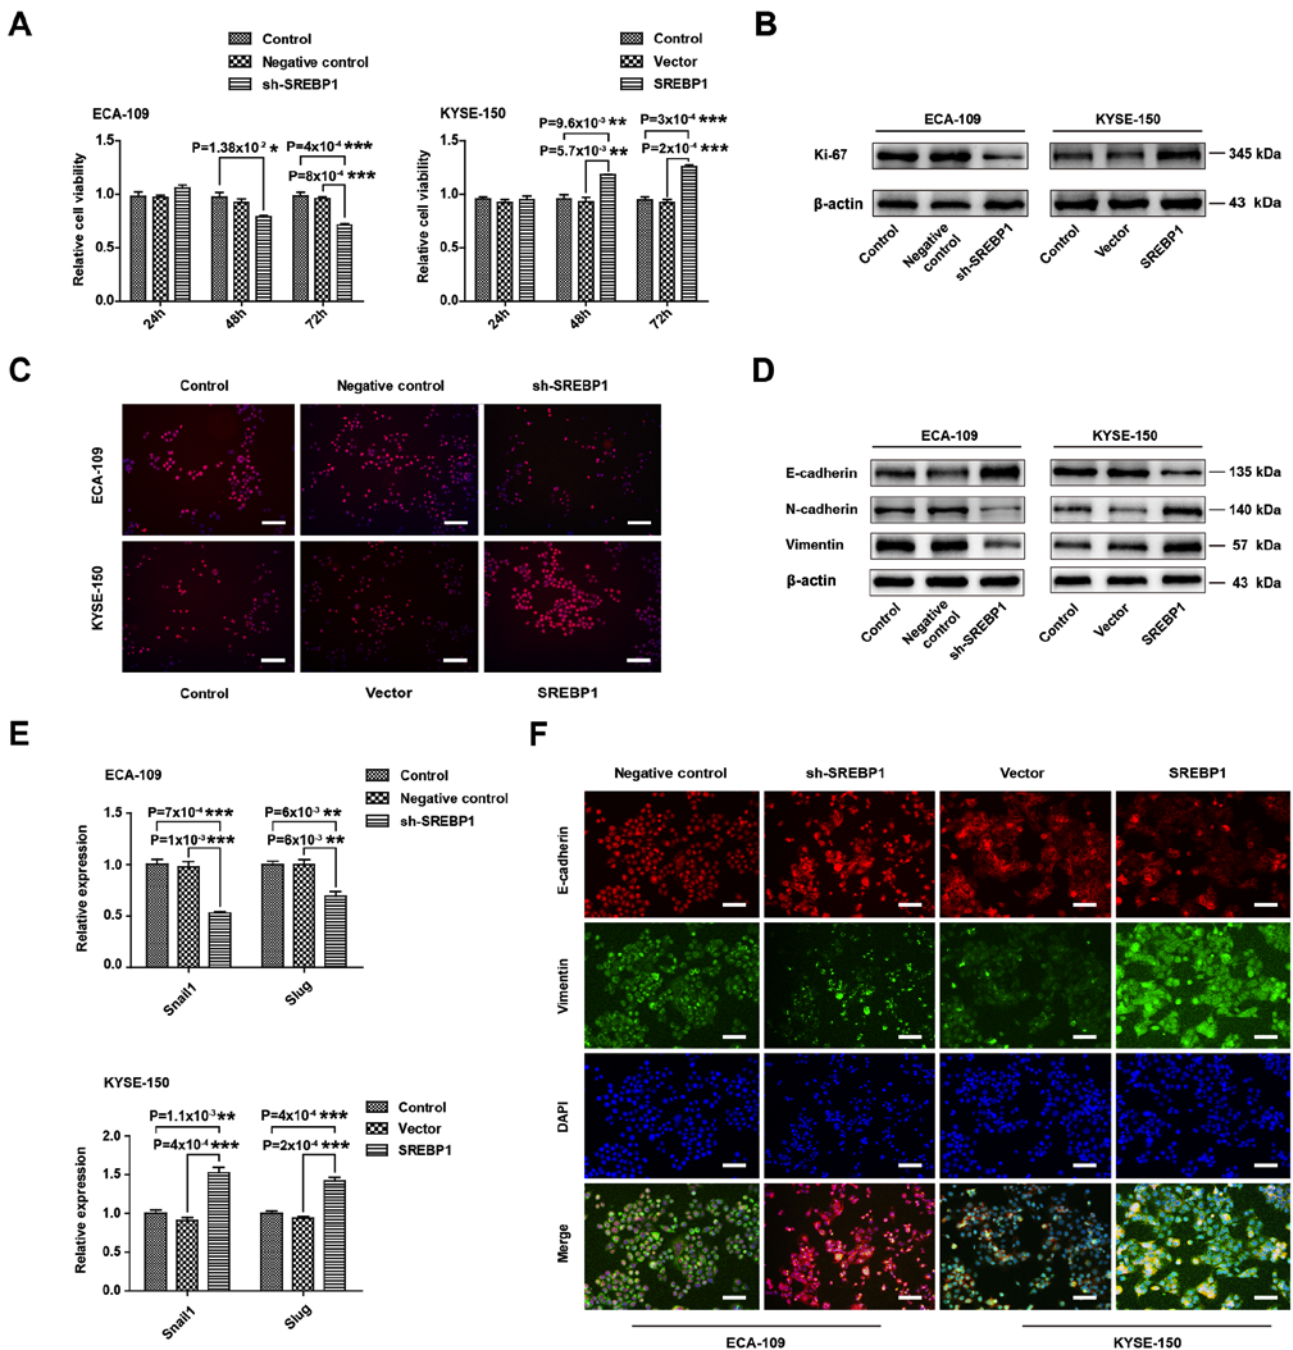 A
Control
Negative control
sh-SREBP1
ECA-109
Relative cell viability
1.5
1.0
0.5
0.0
P=1.38x10² *
P=4x10⁻⁴ ***
P=8x10⁻⁴ ***
24h
48h
72h
Control
Vector
SREBP1
KYSE-150
Relative cell viability
1.5
1.0
0.5
0.0
P=9.6x10⁻³ **
P=5.7x10⁻³ **
P=3x10⁻⁴ ***
P=2x10⁻⁴ ***
24h
48h
72h
B
ECA-109
KYSE-150
Ki-67
345 kDa
β-actin
43 kDa
Control
Negative
control
sh-SREBP1
Control
Vector
SREBP1
C
Control
Negative control
sh-SREBP1
ECA-109
KYSE-150
Control
Vector
SREBP1
D
ECA-109
KYSE-150
E-cadherin
135 kDa
N-cadherin
140 kDa
Vimentin
57 kDa
β-actin
43 kDa
Control
Negative
control
sh-SREBP1
Control
Vector
SREBP1
E
ECA-109
Control
Negative control
sh-SREBP1
Relative expression
1.5
1.0
0.5
0.0
P=7x10⁻⁴ ***
P=1x10⁻³ ***
P=6x10⁻³ **
P=6x10⁻³ **
Snail1
Slug
KYSE-150
Control
Vector
SREBP1
Relative expression
2.0
1.5
1.0
0.5
0.0
P=1.1x10⁻³ **
P=4x10⁻⁴ ***
P=4x10⁻⁴ ***
P=2x10⁻⁴ ***
Snail1
Slug
F
Negative control
sh-SREBP1
Vector
SREBP1
E-cadherin
Vimentin
DAPI
Merge
ECA-109
KYSE-150